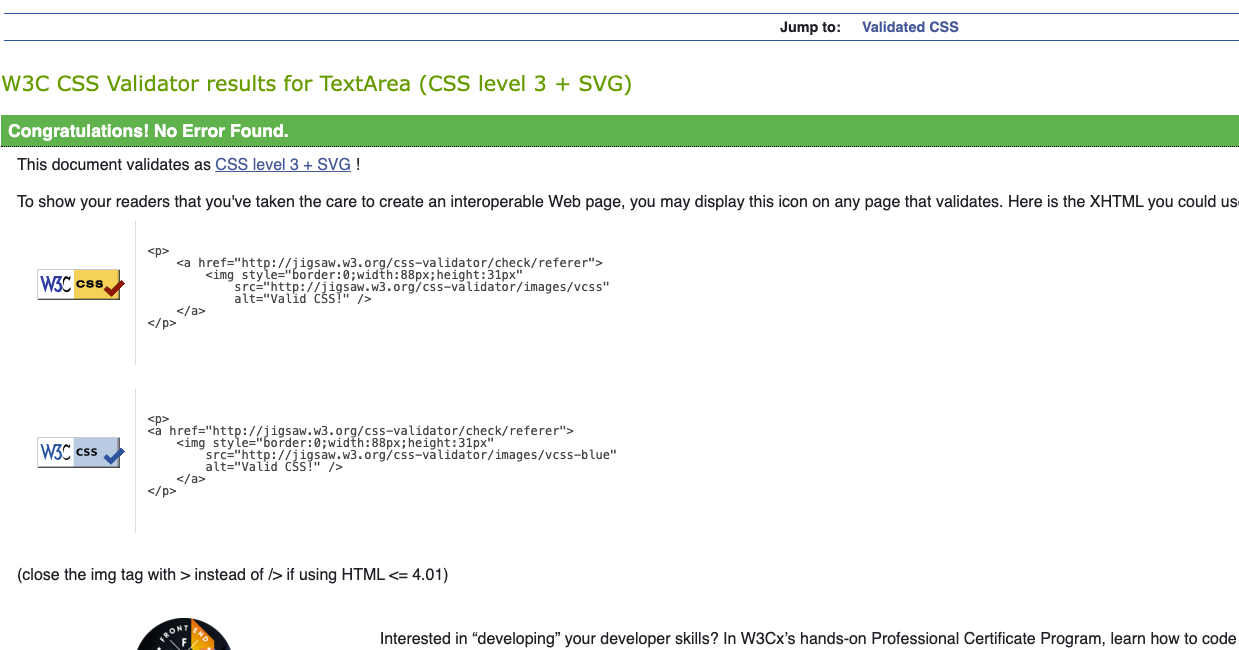 Jump to: Validated CSS
W3C CSS Validator results for TextArea (CSS level 3 + SVG)
Congratulations! No Error Found.
This document validates as CSS level 3 + SVG !
To show your readers that you've taken the care to create an interoperable Web page, you may display this icon on any page that validates. Here is the XHTML you could
W3C css
<p>
<a href="http://jigsaw.w3.org/css-validator/check/referer">
<img style="border:0;width:88px;height:31px"
src="http://jigsaw.w3.org/css-validator/images/vcss"
alt="Valid CSS!" />
</a>
</p>
W3C css
<p>
<a href="http://jigsaw.w3.org/css-validator/check/referer">
<img style="border:0;width:88px;height:31px"
src="http://jigsaw.w3.org/css-validator/images/vcss-blue"
alt="Valid CSS!" />
</a>
</p>
(close the img tag with > instead of /> if using HTML <= 4.01)
FRONT END
F
Interested in “developing” your developer skills? In W3Cx’s hands-on Professional Certificate Program, learn how to code